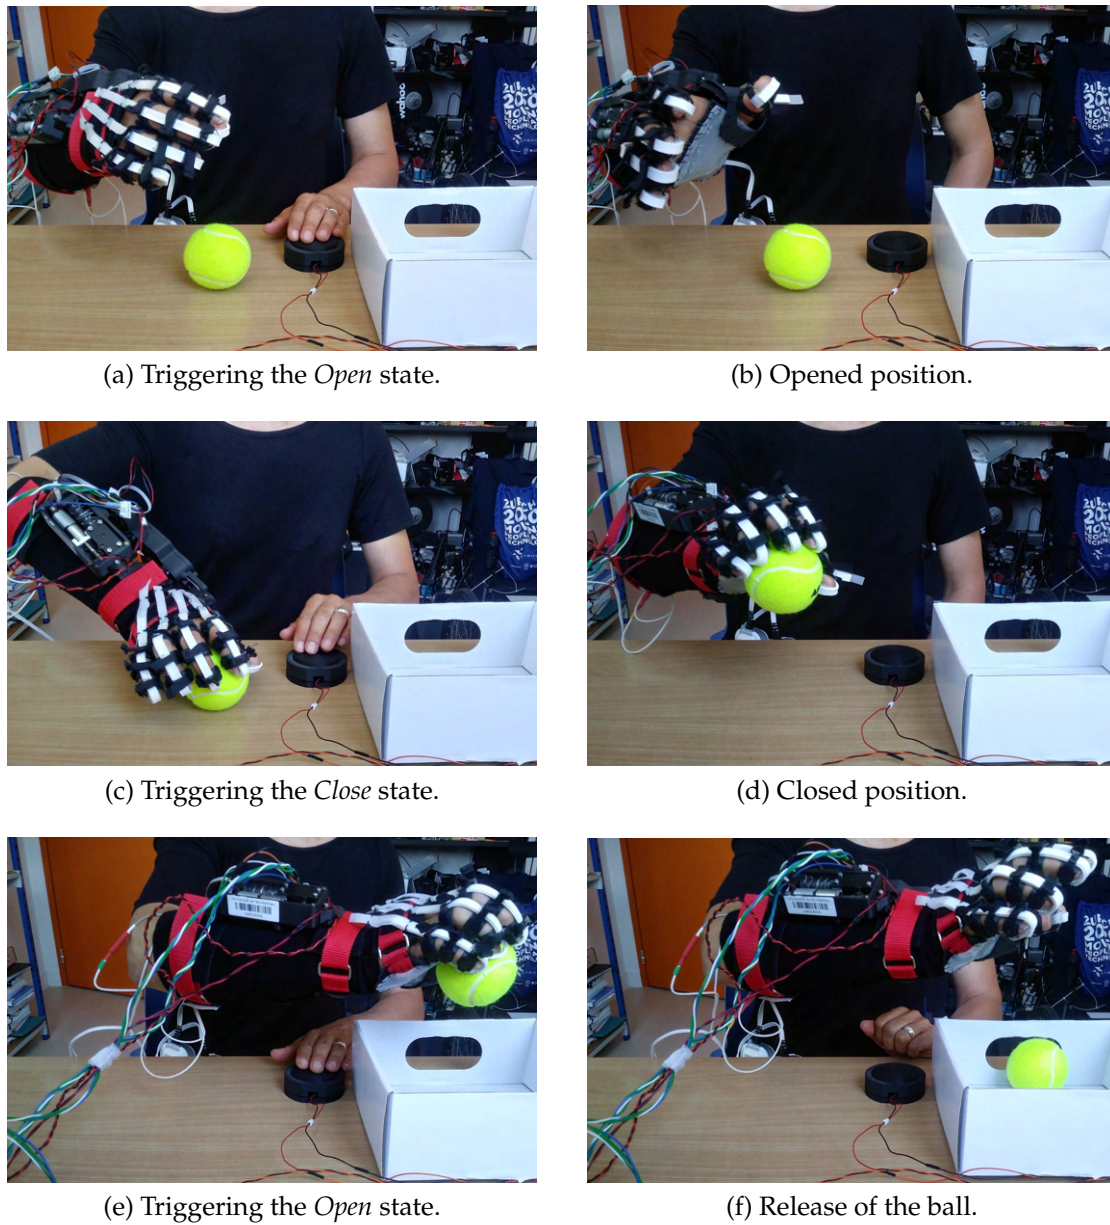 wahoo
(a) Triggering the Open state.
(b) Opened position.
(c) Triggering the Close state.
(d) Closed position.
(e) Triggering the Open state.
(f) Release of the ball.